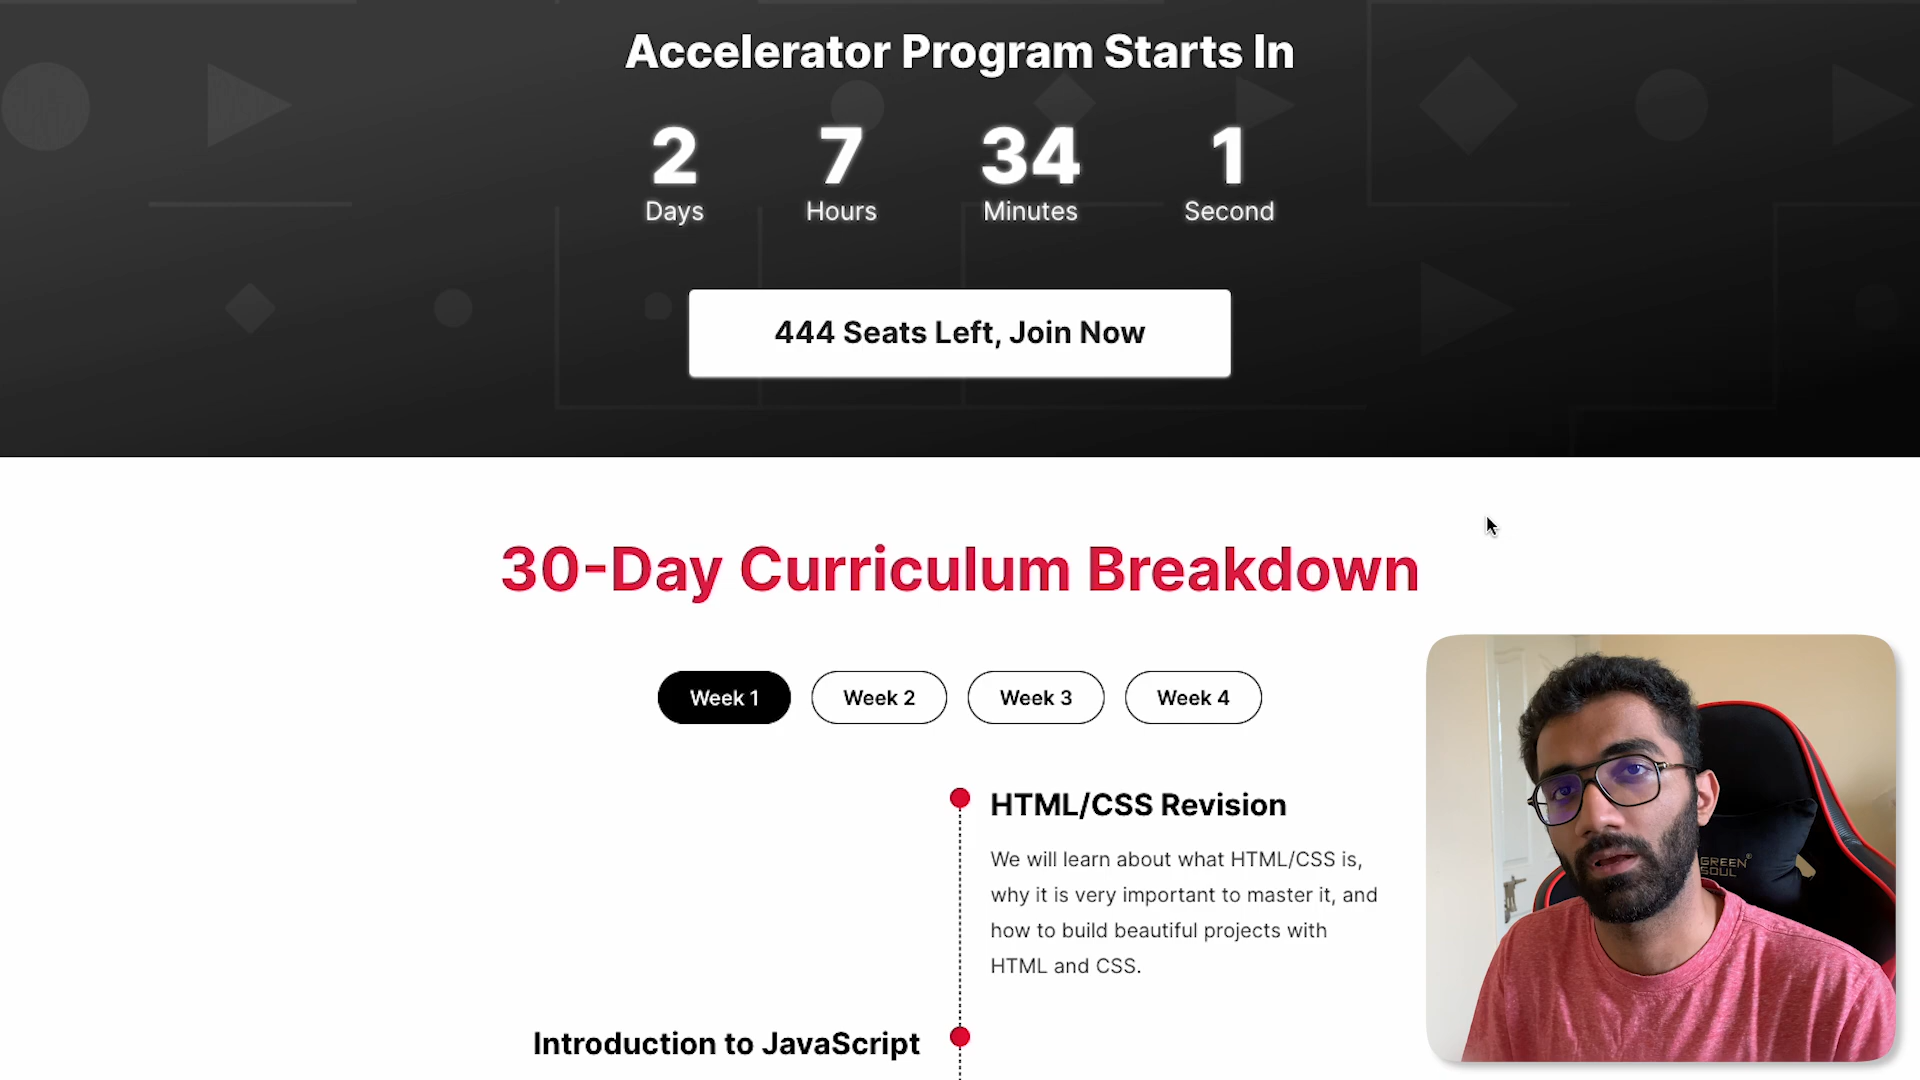 Accelerator Program Starts In
2 7 34 1
Days Hours Minutes Second
444 Seats Left, Join Now
30-Day Curriculum Breakdown
Week 1 Week 2 Week 3 Week 4
HTML/CSS Revision
We will learn about what HTML/CSS is,
why it is very important to master it, and
how to build beautiful projects with
HTML and CSS.
Introduction to JavaScript
GREEN
SOUL